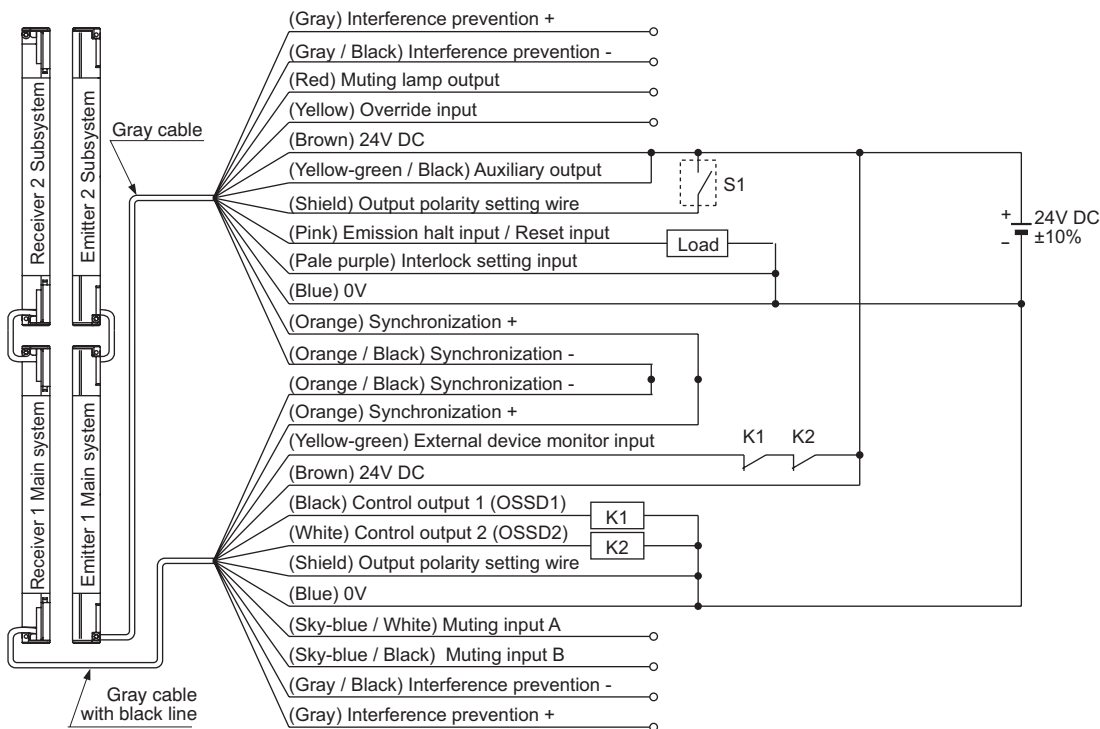 (Gray) Interference prevention +
(Gray / Black) Interference prevention -
(Red) Muting lamp output
(Yellow) Override input
(Brown) 24V DC
(Yellow-green / Black) Auxiliary output
(Shield) Output polarity setting wire
(Pink) Emission halt input / Reset input
(Pale purple) Interlock setting input
(Blue) 0V
(Orange) Synchronization +
(Orange / Black) Synchronization -
(Orange / Black) Synchronization -
(Orange) Synchronization +
(Yellow-green) External device monitor input
(Brown) 24V DC
(Black) Control output 1 (OSSD1)
(White) Control output 2 (OSSD2)
(Shield) Output polarity setting wire
(Blue) 0V
(Sky-blue / White) Muting input A
(Sky-blue / Black) Muting input B
(Gray / Black) Interference prevention -
(Gray) Interference prevention +
Receiver 2 Subsystem
Emitter 2 Subsystem
Receiver 1 Main system
Emitter 1 Main system
Gray cable
Gray cable
with black line
S1
Load
K1
K2
K1
K2
+
−
24V DC
±10%